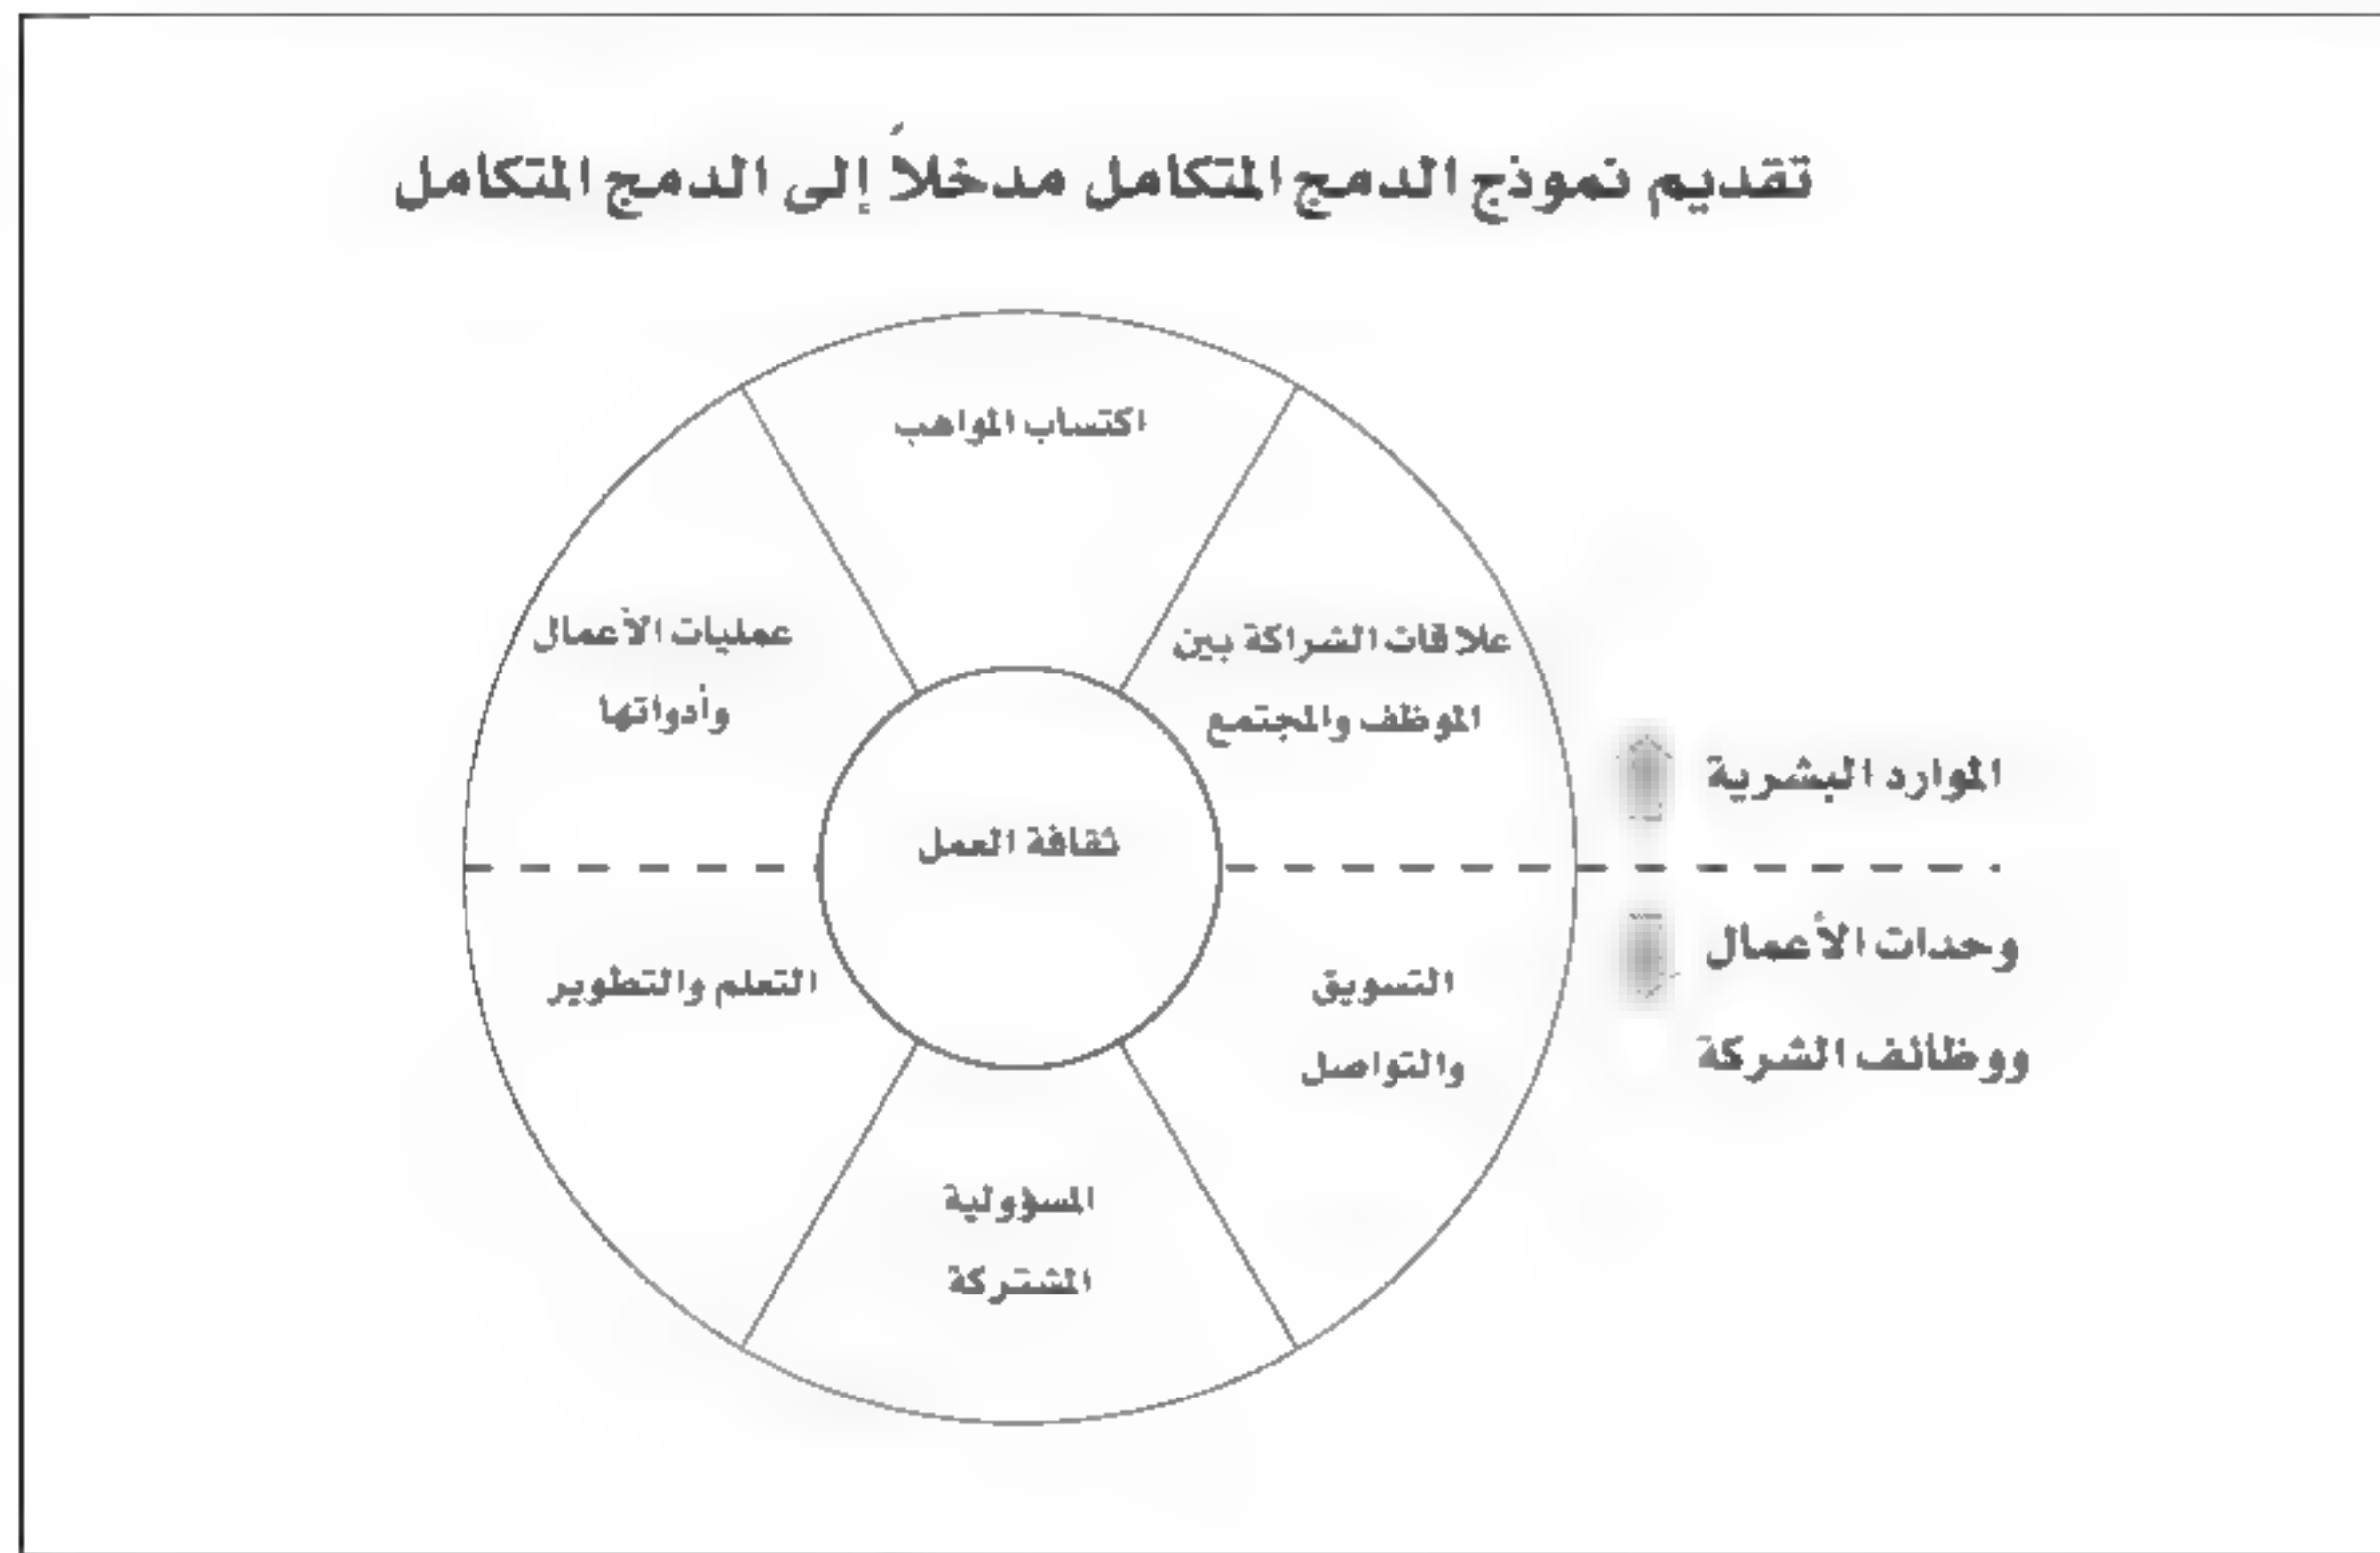 تقديم نموذج الدمج المتكامل مدخلاً إلى الدمج المتكامل
اكتساب المواهب
علاقات الشراكة بين
الموظف والمجتمع
عمليات الأعمال
وأدواتها
الموارد البشرية
ثقافة العمل
وحدات الأعمال
ووظائف الشركة
التسويق
والتواصل
التعلم والتطوير
المسؤولية
المشتركة